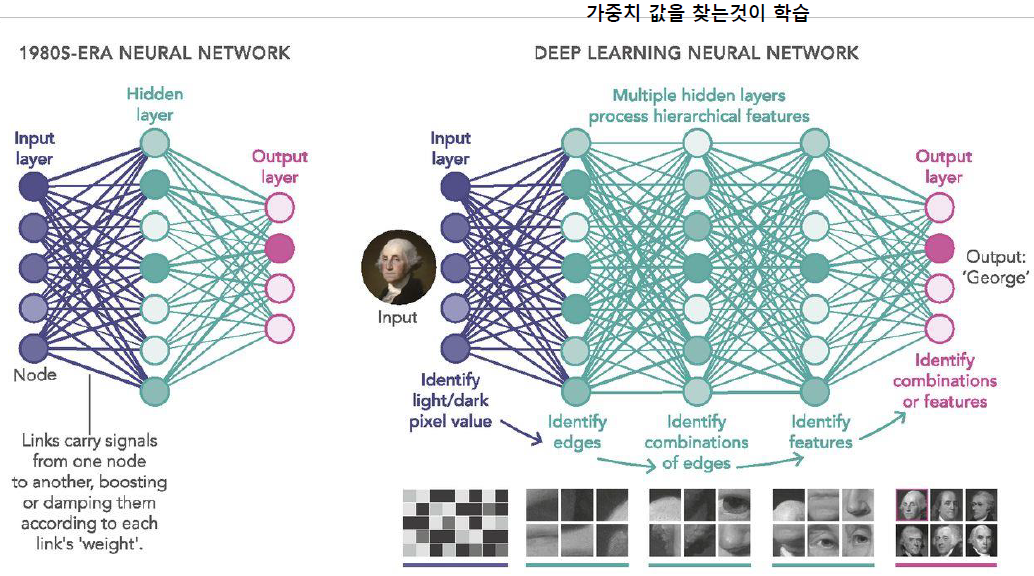 가중치 값을 찾는것이 학습
1980S-ERA NEURAL NETWORK
Hidden
layer
Input
layer
Output
layer
Node
Links carry signals
from one node
to another, boosting
or damping them
according to each
link's 'weight'.
DEEP LEARNING NEURAL NETWORK
Multiple hidden layers
process hierarchical features
Input
layer
Output
layer
Input
Output:
'George'
Identify
light/dark
pixel value
Identify
edges
Identify
combinations
of edges
Identify
features
Identify
combinations
or features